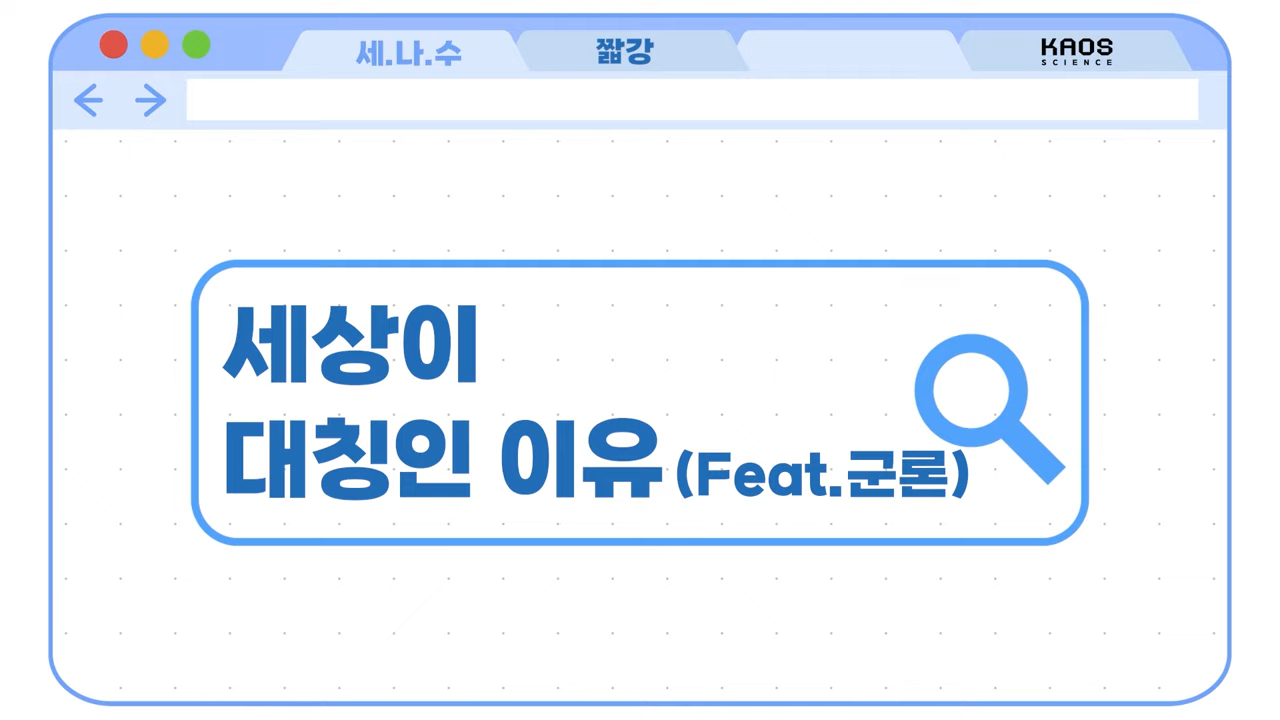 세.나.수
짧강
KAOS
SCIENCE
세상이
대칭인 이유 (Feat.군론)